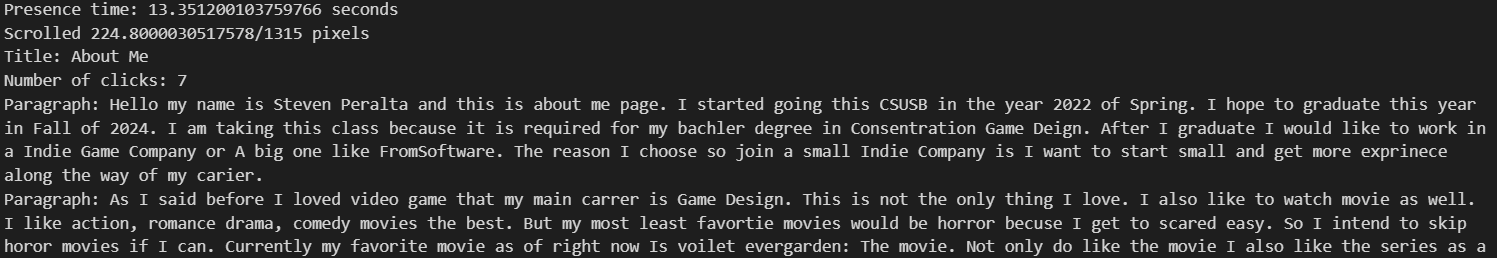 Presence time: 13.351200103759766 seconds
Scrolled 224.8000030517578/1315 pixels
Title: About Me
Number of clicks: 7
Paragraph: Hello my name is Steven Peralta and this is about me page. I started going this CSUSB in the year 2022 of Spring. I hope to graduate this year
in Fall of 2024. I am taking this class because it is required for my bachler degree in Consentration Game Deign. After I graduate I would like to work in
a Indie Game Company or A big one like FromSoftware. The reason I choose so join a small Indie Company is I want to start small and get more exprinece
along the way of my carier.
Paragraph: As I said before I loved video game that my main carrer is Game Design. This is not the only thing I love. I also like to watch movie as well.
I like action, romance drama, comedy movies the best. But my most least favortie movies would be horror becuse I get to scared easy. So I intend to skip
horor movies if I can. Currently my favorite movie as of right now Is voilet evergarden: The movie. Not only do like the movie I also like the series as a